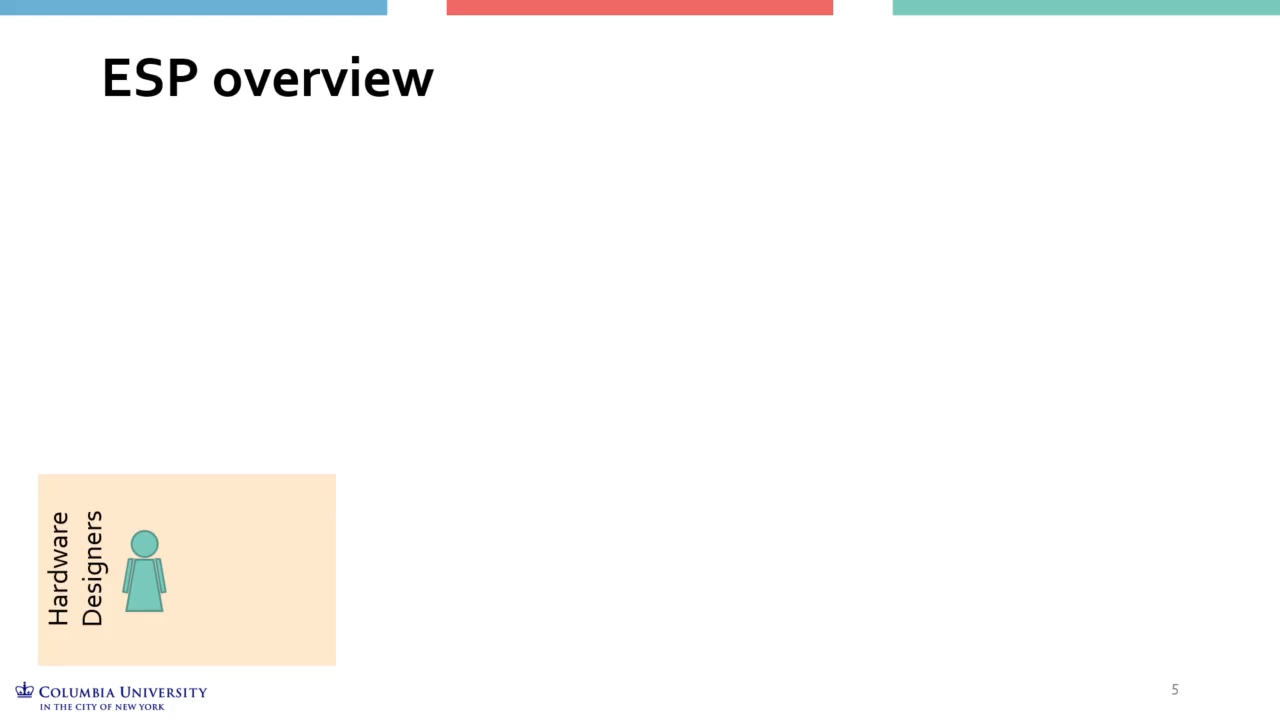 ESP overview
Hardware
Designers
COLUMBIA UNIVERSITY
IN THE CITY OF NEW YORK
5